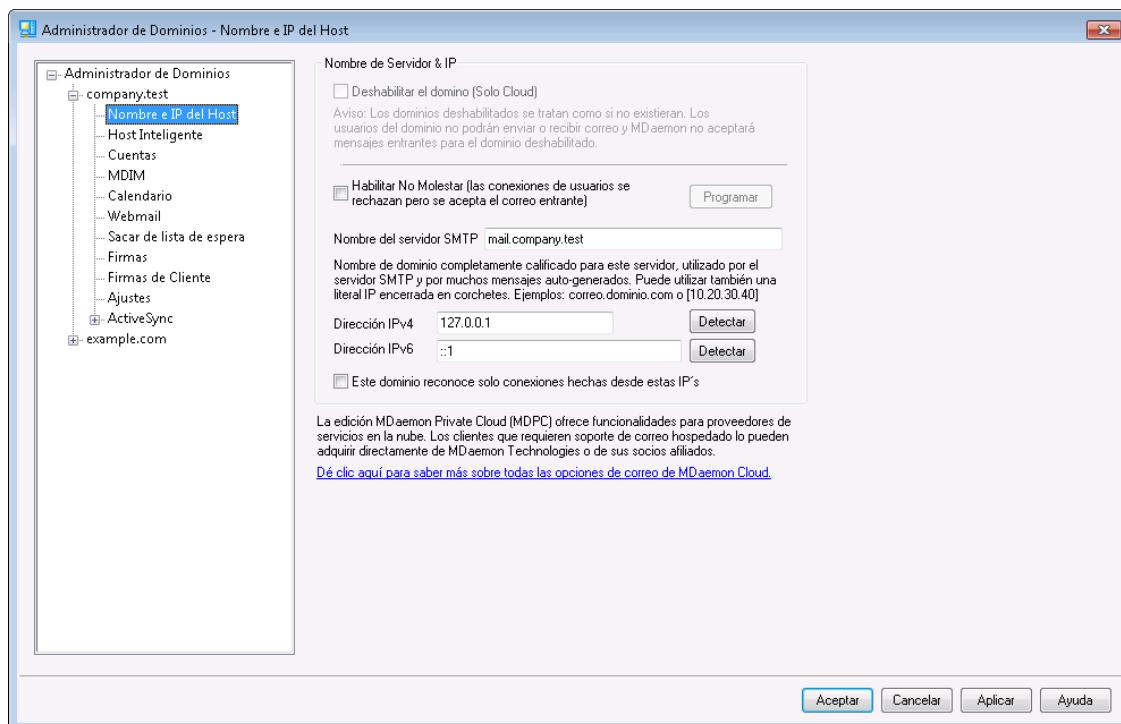 Administrador de Dominios - Nombre e IP del Host
Administrador de Dominios
company.test
Nombre e IP del Host
Host Inteligente
Cuentas
MDIM
Calendario
Webmail
Sacar de lista de espera
Firmas
Firmas de Cliente
Ajustes
ActiveSync
example.com
Nombre de Servidor & IP
Deshabilitar el domino (Solo Cloud)
Aviso: Los dominios deshabilitados se tratan como si no existieran. Los
usuarios del dominio no podrán enviar o recibir correo y MDaemon no aceptará
mensajes entrantes para el dominio deshabilitado.
Habilitar No Molestar (las conexiones de usuarios se
rechazan pero se acepta el correo entrante)
Programar
Nombre del servidor SMTP mail.company.test
Nombre de dominio completamente calificado para este servidor, utilizado por el
servidor SMTP y por muchos mensajes auto-generados. Puede utilizar también una
literal IP encerrada en corchetes. Ejemplos: correo.dominio.com o [10.20.30.40]
Dirección IPv4 127.0.0.1 Detectar
Dirección IPv6 ::1 Detectar
Este dominio reconoce solo conexiones hechas desde estas IP´s
La edición MDaemon Private Cloud (MDPC) ofrece funcionalidades para proveedores de
servicios en la nube. Los clientes que requieren soporte de correo hospedado lo pueden
adquirir directamente de MDaemon Technologies o de sus socios afiliados.
Dé clic aquí para saber más sobre todas las opciones de correo de MDaemon Cloud.
Aceptar Cancelar Aplicar Ayuda